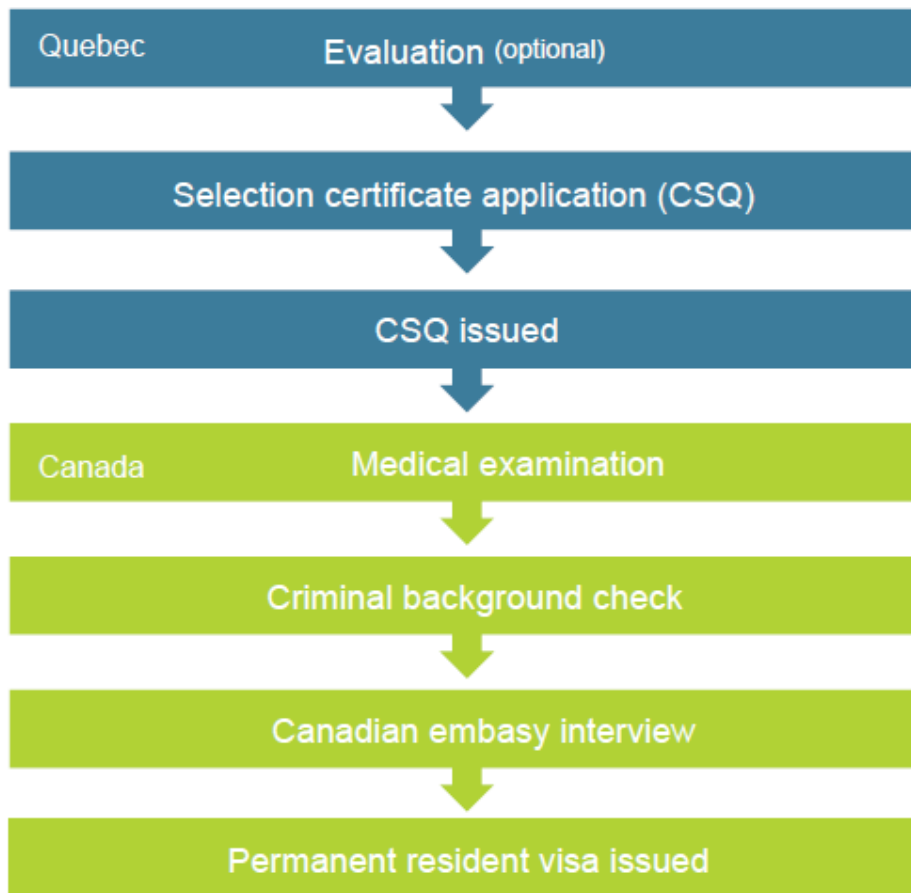 Quebec Evaluation (optional)
Selection certificate application (CSQ)
CSQ issued
Canada Medical examination
Criminal background check
Canadian embasy interview
Permanent resident visa issued